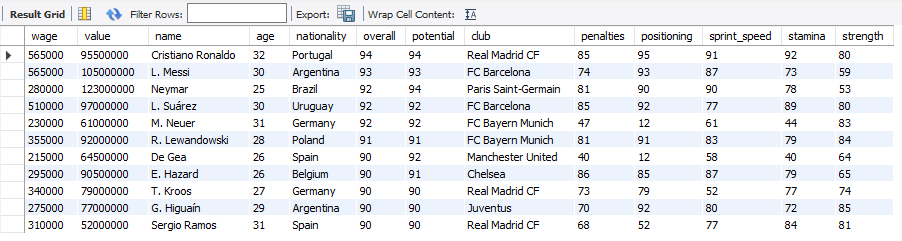 Result Grid Filter Rows: Export: Wrap Cell Content:
wage value name age nationality overall potential club penalties positioning sprint_speed stamina strength
565000 95500000 Cristiano Ronaldo 32 Portugal 94 94 Real Madrid CF 85 95 91 92 80
565000 105000000 L. Messi 30 Argentina 93 93 FC Barcelona 74 93 87 73 59
280000 123000000 Neymar 25 Brazil 92 94 Paris Saint-Germain 81 90 90 78 53
510000 97000000 L. Suárez 30 Uruguay 92 92 FC Barcelona 85 92 77 89 80
230000 61000000 M. Neuer 31 Germany 92 92 FC Bayern Munich 47 12 61 44 83
355000 92000000 R. Lewandowski 28 Poland 91 91 FC Bayern Munich 81 91 83 79 84
215000 64500000 De Gea 26 Spain 90 92 Manchester United 40 12 58 40 64
295000 90500000 E. Hazard 26 Belgium 90 91 Chelsea 86 85 87 79 65
340000 79000000 T. Kroos 27 Germany 90 90 Real Madrid CF 73 79 52 77 74
275000 77000000 G. Higuaín 29 Argentina 90 90 Juventus 70 92 80 72 85
310000 52000000 Sergio Ramos 31 Spain 90 90 Real Madrid CF 68 52 77 84 81